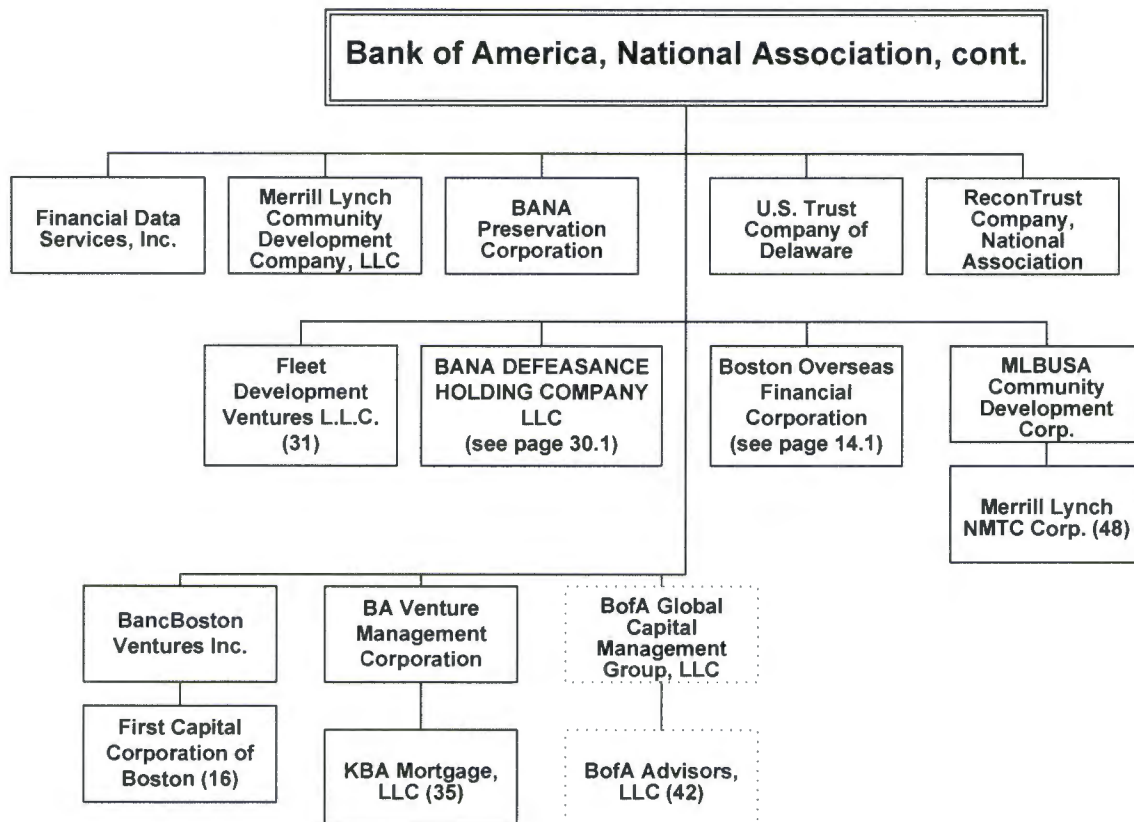 Bank of America, National Association, cont.
Financial Data
Services, Inc.
Merrill Lynch
Community
Development
Company, LLC
BANA
Preservation
Corporation
U.S. Trust
Company of
Delaware
ReconTrust
Company,
National
Association
Fleet
Development
Ventures L.L.C.
(31)
BANA DEFEASANCE
HOLDING COMPANY
LLC
(see page 30.1)
Boston Overseas
Financial
Corporation
(see page 14.1)
MLBUSA
Community
Development
Corp.
Merrill Lynch
NMTC Corp. (48)
BancBoston
Ventures Inc.
First Capital
Corporation of
Boston (16)
BA Venture
Management
Corporation
KBA Mortgage,
LLC (35)
BofA Global
Capital
Management
Group, LLC
BofA Advisors,
LLC (42)